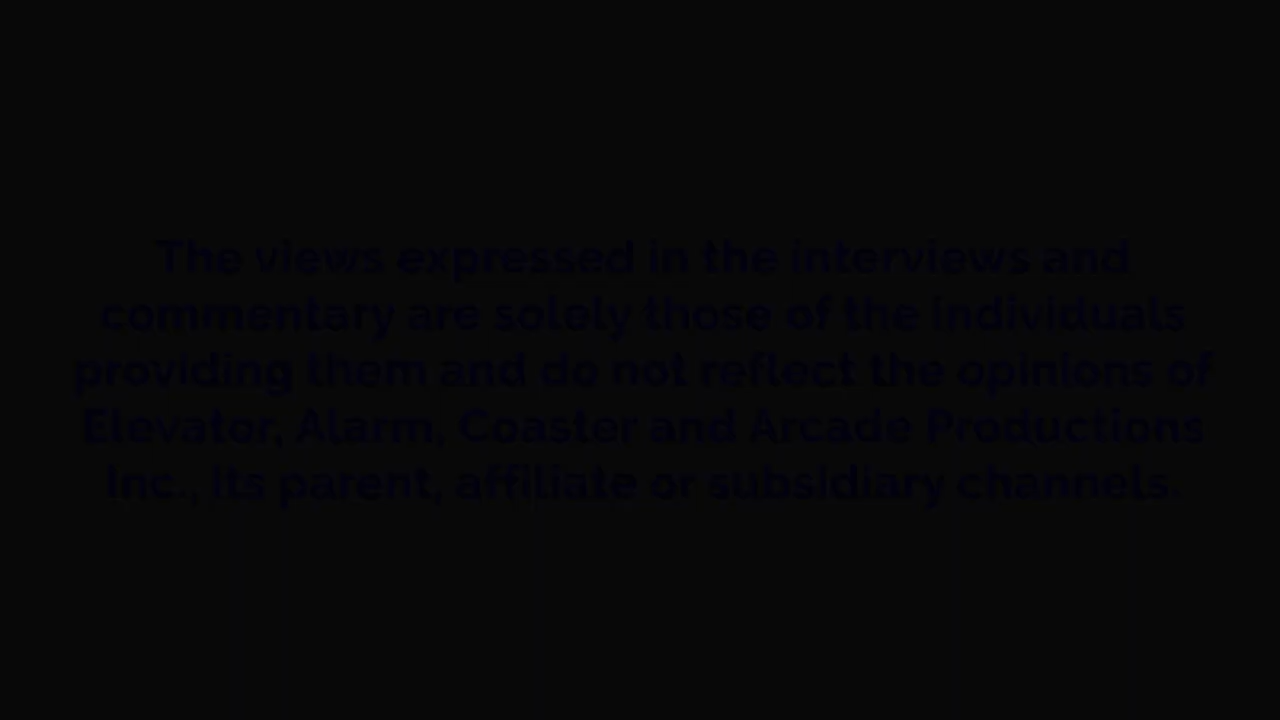 The views expressed in the interviews and
commentary are solely those of the individuals
providing them and do not reflect the opinions of
Elevator, Alarm, Coaster and Arcade Productions
Inc., its parent, affiliate or subsidiary channels.